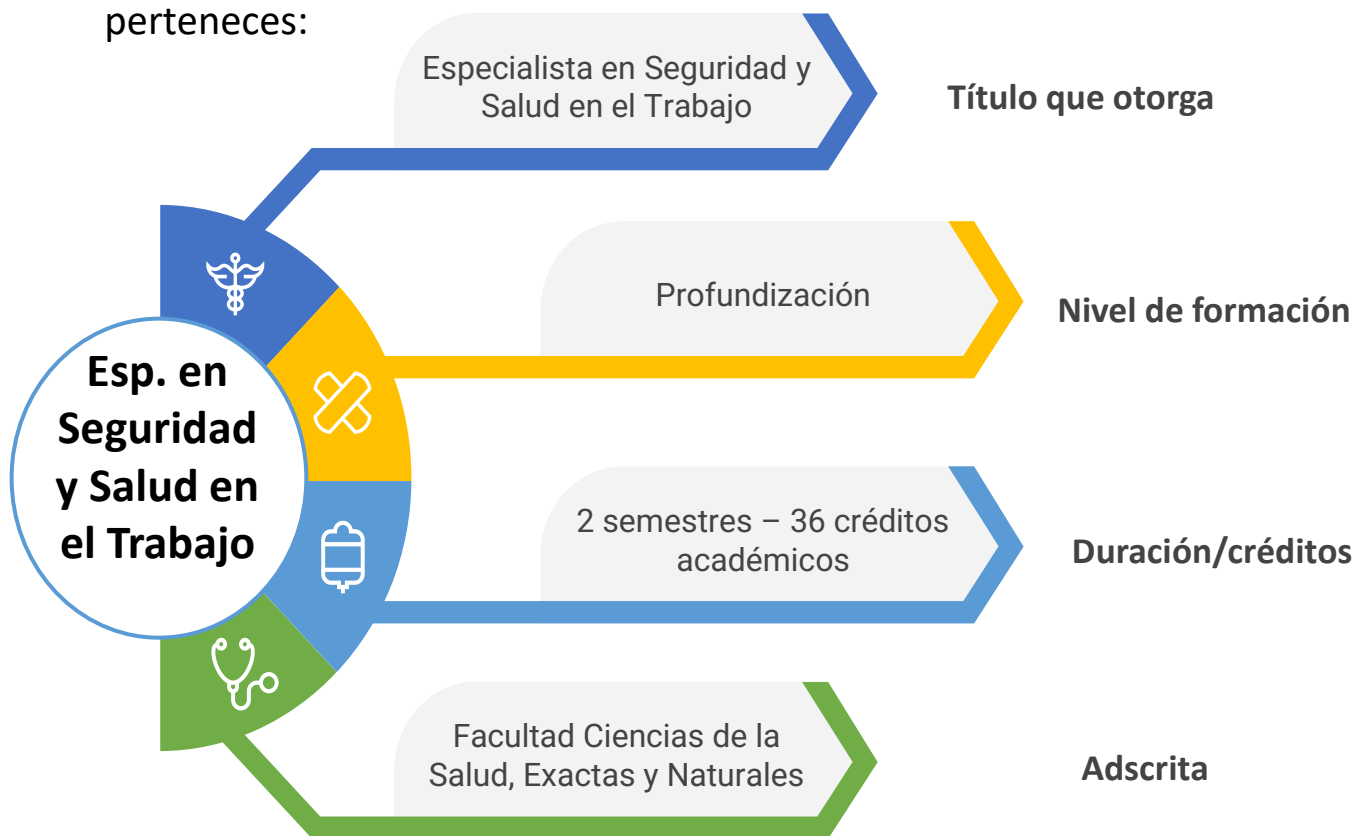 perteneces:
Especialista en Seguridad y
Salud en el Trabajo
Título que otorga
Profundización
Nivel de formación
Esp. en
Seguridad
y Salud en
el Trabajo
2 semestres – 36 créditos
académicos
Duración/créditos
Facultad Ciencias de la
Salud, Exactas y Naturales
Adscrita